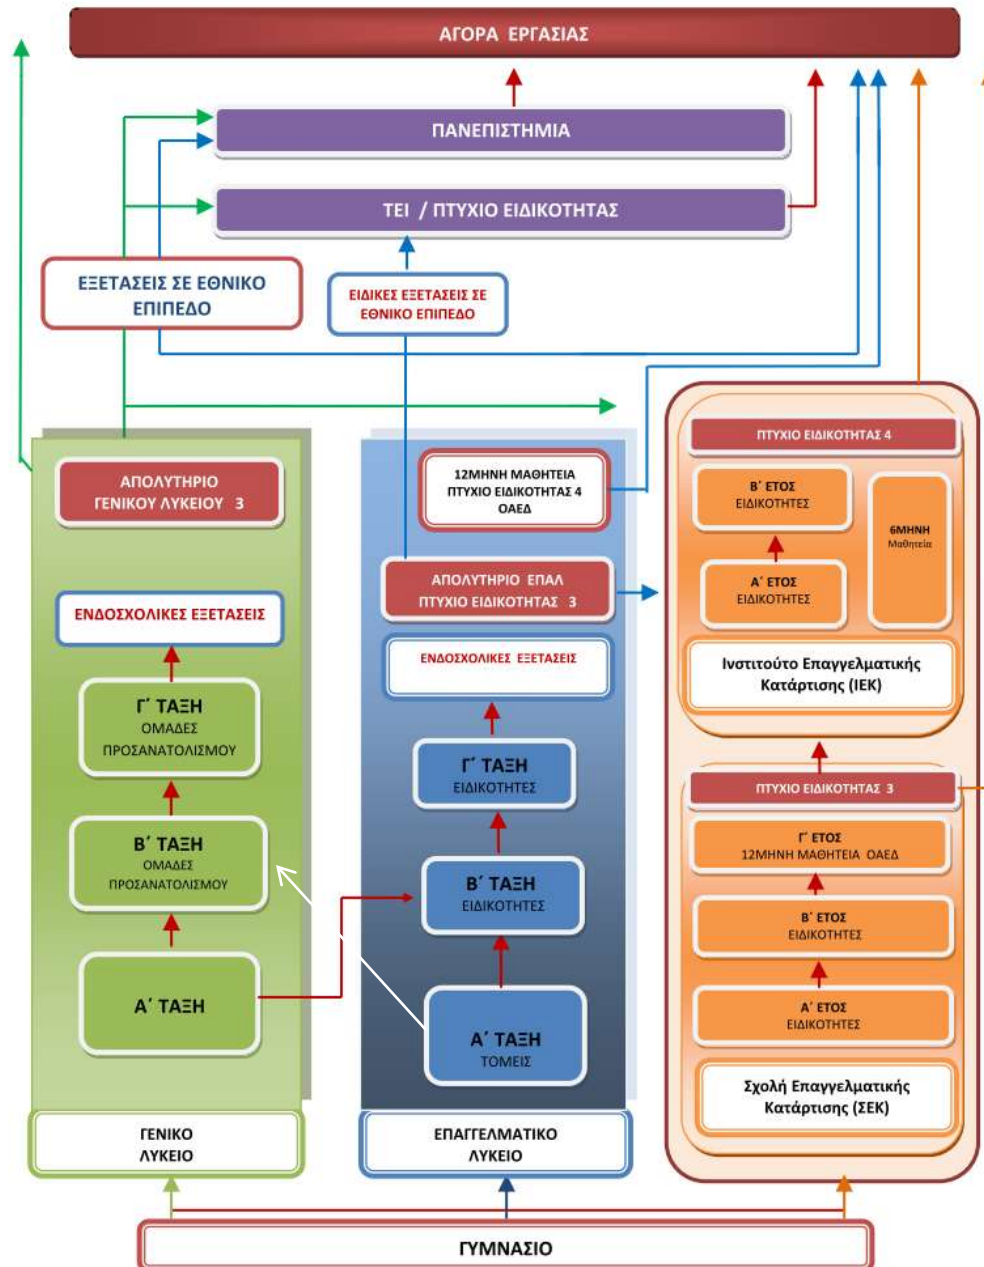 ΑΓΟΡΑ ΕΡΓΑΣΙΑΣ
ΠΑΝΕΠΙΣΤΗΜΙΑ
ΤΕΙ / ΠΤΥΧΙΟ ΕΙΔΙΚΟΤΗΤΑΣ
ΕΞΕΤΑΣΕΙΣ ΣΕ ΕΘΝΙΚΟ
ΕΠΙΠΕΔΟ
ΕΙΔΙΚΕΣ ΕΞΕΤΑΣΕΙΣ ΣΕ
ΕΘΝΙΚΟ ΕΠΙΠΕΔΟ
ΑΠΟΛΥΤΗΡΙΟ
ΓΕΝΙΚΟΥ ΛΥΚΕΙΟΥ 3
ΕΝΔΟΣΧΟΛΙΚΕΣ ΕΞΕΤΑΣΕΙΣ
Γ΄ ΤΑΞΗ
ΟΜΑΔΕΣ
ΠΡΟΣΑΝΑΤΟΛΙΣΜΟΥ
Β΄ ΤΑΞΗ
ΟΜΑΔΕΣ
ΠΡΟΣΑΝΑΤΟΛΙΣΜΟΥ
Α΄ ΤΑΞΗ
ΓΕΝΙΚΟ
ΛΥΚΕΙΟ
12ΜΗΝΗ ΜΑΘΗΤΕΙΑ
ΠΤΥΧΙΟ ΕΙΔΙΚΟΤΗΤΑΣ 4
ΟΑΕΔ
ΑΠΟΛΥΤΗΡΙΟ ΕΠΑΛ
ΠΤΥΧΙΟ ΕΙΔΙΚΟΤΗΤΑΣ 3
ΕΝΔΟΣΧΟΛΙΚΕΣ ΕΞΕΤΑΣΕΙΣ
Γ΄ ΤΑΞΗ
ΕΙΔΙΚΟΤΗΤΕΣ
Β΄ ΤΑΞΗ
ΕΙΔΙΚΟΤΗΤΕΣ
Α΄ ΤΑΞΗ
ΤΟΜΕΙΣ
ΕΠΑΓΓΕΛΜΑΤΙΚΟ
ΛΥΚΕΙΟ
ΠΤΥΧΙΟ ΕΙΔΙΚΟΤΗΤΑΣ 4
Β΄ ΕΤΟΣ
ΕΙΔΙΚΟΤΗΤΕΣ
6ΜΗΝΗ
Μαθητεία
Α΄ ΕΤΟΣ
ΕΙΔΙΚΟΤΗΤΕΣ
Ινστιτούτο Επαγγελματικής
Κατάρτισης (ΙΕΚ)
ΠΤΥΧΙΟ ΕΙΔΙΚΟΤΗΤΑΣ 3
Γ΄ ΕΤΟΣ
12ΜΗΝΗ ΜΑΘΗΤΕΙΑ ΟΑΕΔ
Β΄ ΕΤΟΣ
ΕΙΔΙΚΟΤΗΤΕΣ
Α΄ ΕΤΟΣ
ΕΙΔΙΚΟΤΗΤΕΣ
Σχολή Επαγγελματικής
Κατάρτισης (ΣΕΚ)
ΓΥΜΝΑΣΙΟ